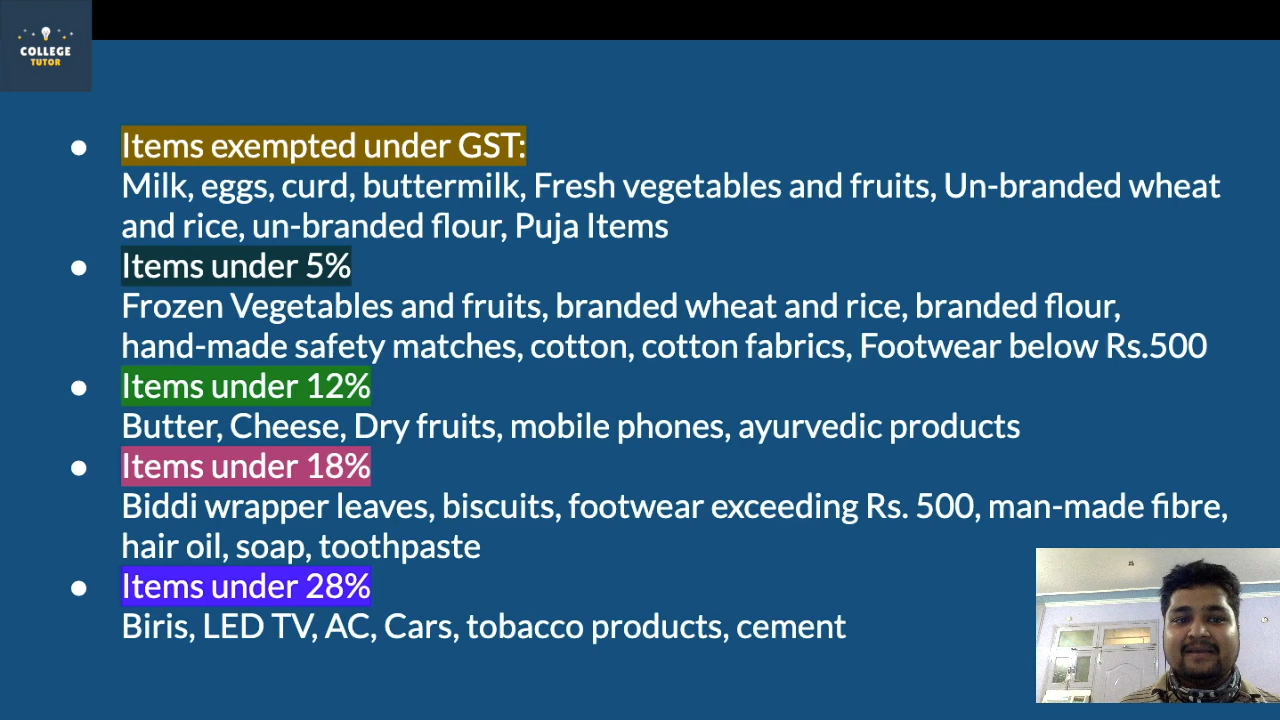 COLLEGE
TUTOR
● Items exempted under GST:
Milk, eggs, curd, buttermilk, Fresh vegetables and fruits, Un-branded wheat
and rice, un-branded flour, Puja Items
● Items under 5%
Frozen Vegetables and fruits, branded wheat and rice, branded flour,
hand-made safety matches, cotton, cotton fabrics, Footwear below Rs.500
● Items under 12%
Butter, Cheese, Dry fruits, mobile phones, ayurvedic products
● Items under 18%
Biddi wrapper leaves, biscuits, footwear exceeding Rs. 500, man-made fibre,
hair oil, soap, toothpaste
● Items under 28%
Biris, LED TV, AC, Cars, tobacco products, cement